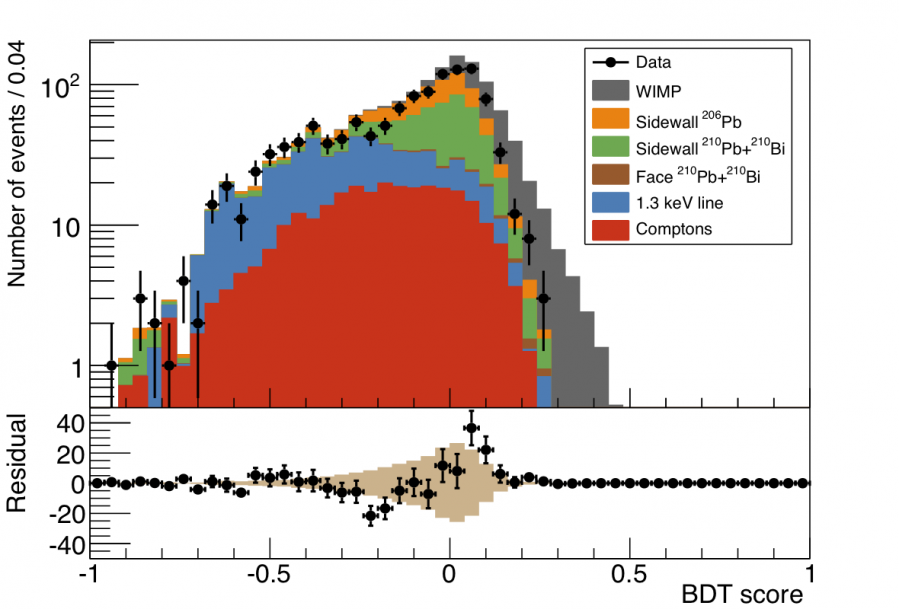 Number of events / 0.04
10²
10
1
Data
WIMP
Sidewall ²⁰⁶Pb
Sidewall ²¹⁰Pb+²¹⁰Bi
Face ²¹⁰Pb+²¹⁰Bi
1.3 keV line
Comptons
Residual
40
20
0
-20
-40
-1 -0.5 0 0.5 1
BDT score